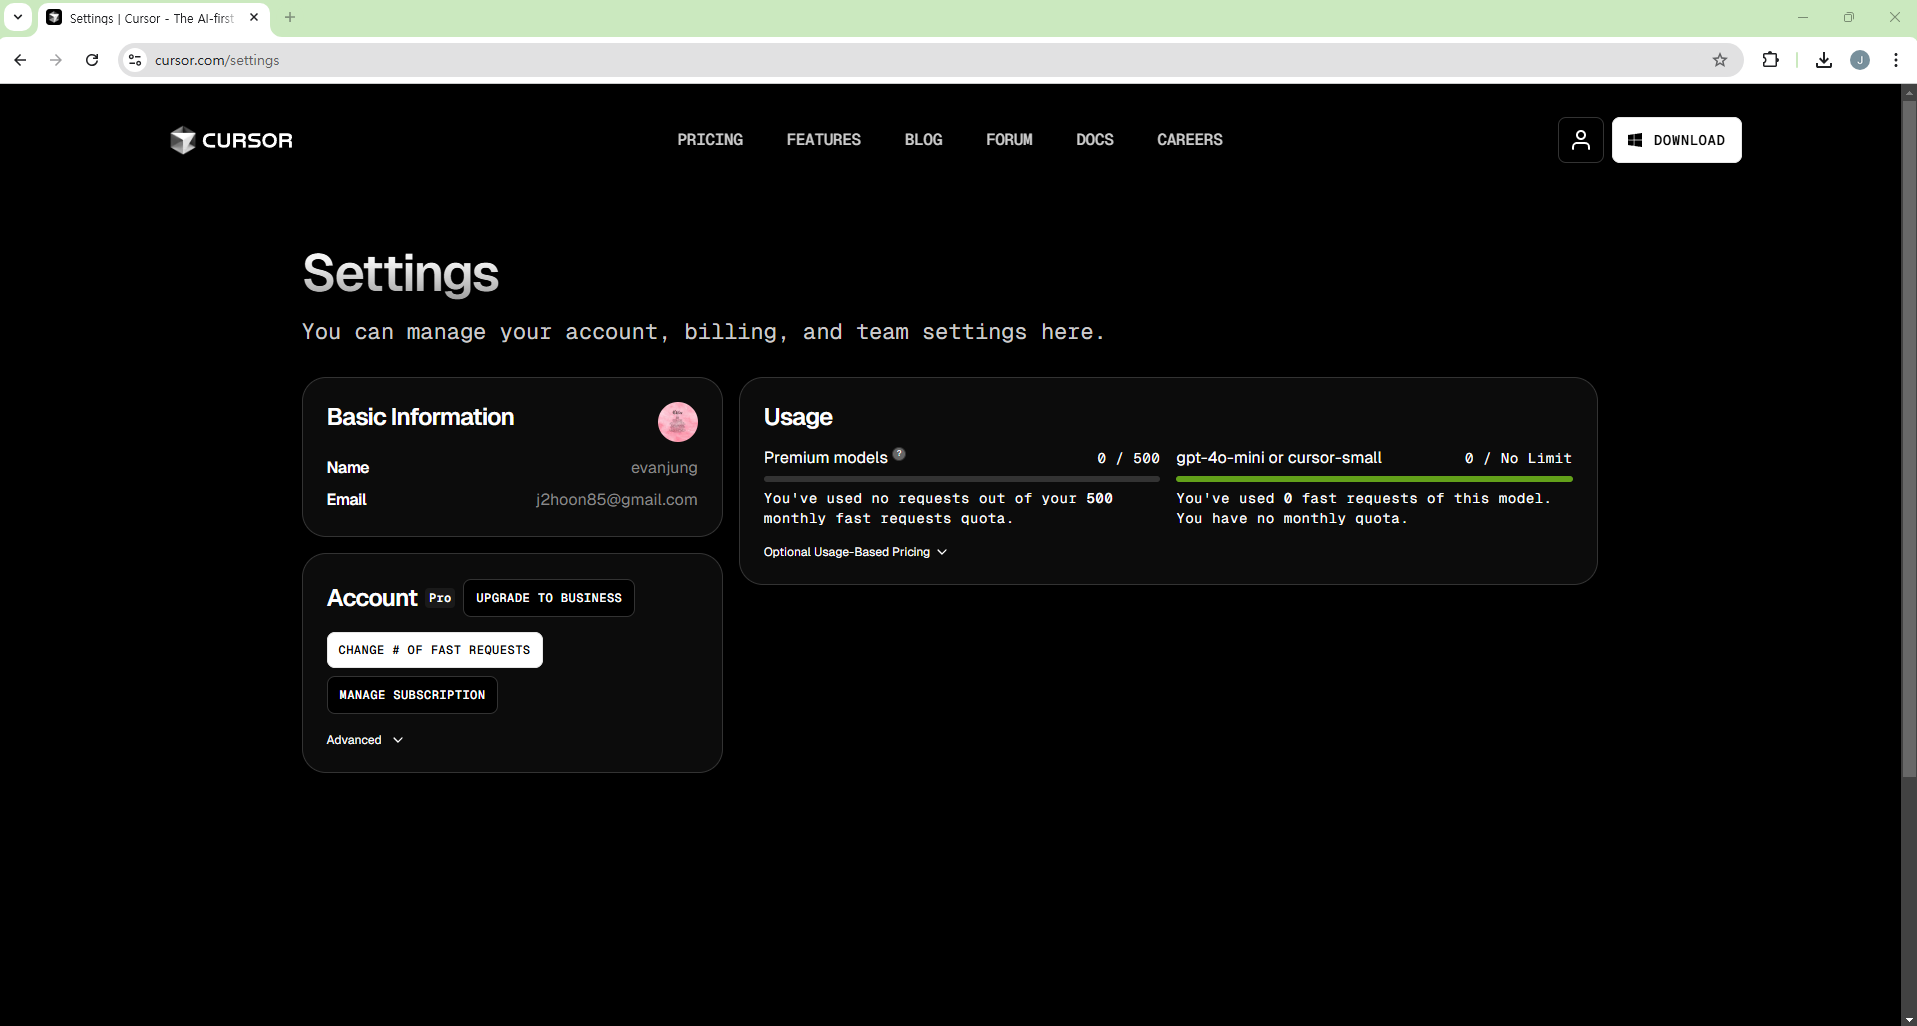 Settings | Cursor - The AI-first
cursor.com/settings
J
CURSOR
PRICING
FEATURES
BLOG
FORUM
DOCS
CAREERS
DOWNLOAD
Settings
You can manage your account, billing, and team settings here.
Basic Information
Name evanjung
Email j2hoon85@gmail.com
Account Pro UPGRADE TO BUSINESS
CHANGE # OF FAST REQUESTS
MANAGE SUBSCRIPTION
Advanced
Usage
Premium models ? 0 / 500
You've used no requests out of your 500
monthly fast requests quota.
gpt-4o-mini or cursor-small 0 / No Limit
You've used 0 fast requests of this model.
You have no monthly quota.
Optional Usage-Based Pricing